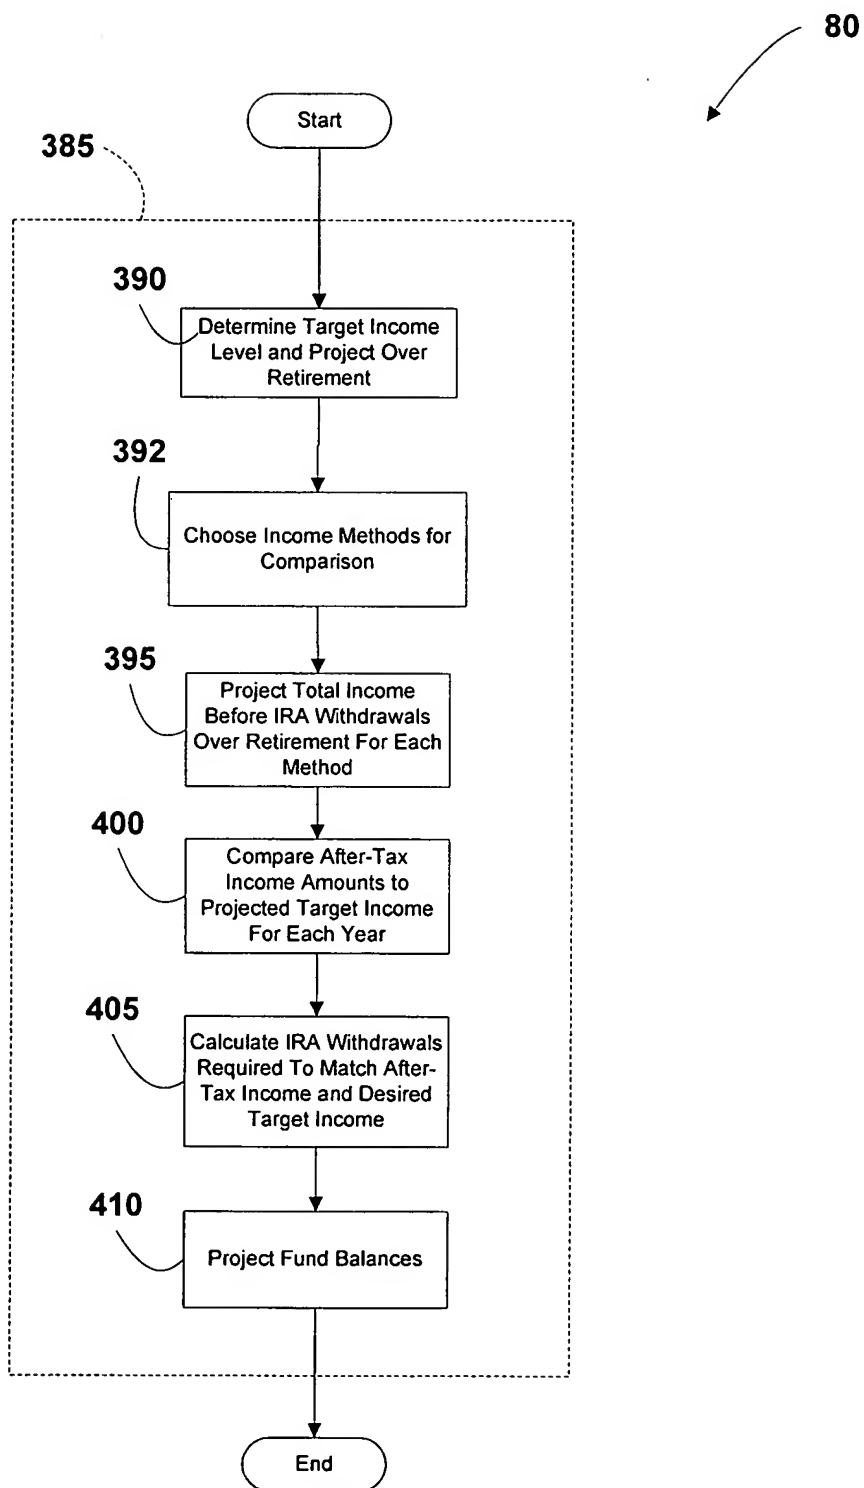 80
Start
385
390
Determine Target Income
Level and Project Over
Retirement
392
Choose Income Methods for
Comparison
395
Project Total Income
Before IRA Withdrawals
Over Retirement For Each
Method
400
Compare After-Tax
Income Amounts to
Projected Target Income
For Each Year
405
Calculate IRA Withdrawals
Required To Match After-
Tax Income and Desired
Target Income
410
Project Fund Balances
End